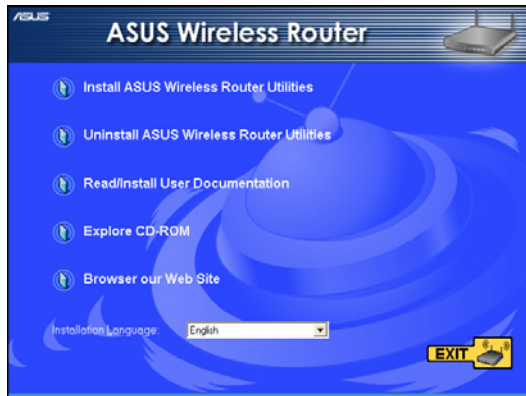 ASUS
ASUS Wireless Router
Install ASUS Wireless Router Utilities
Uninstall ASUS Wireless Router Utilities
Read/Install User Documentation
Explore CD-ROM
Browser our Web Site
Installation Language: English
EXIT